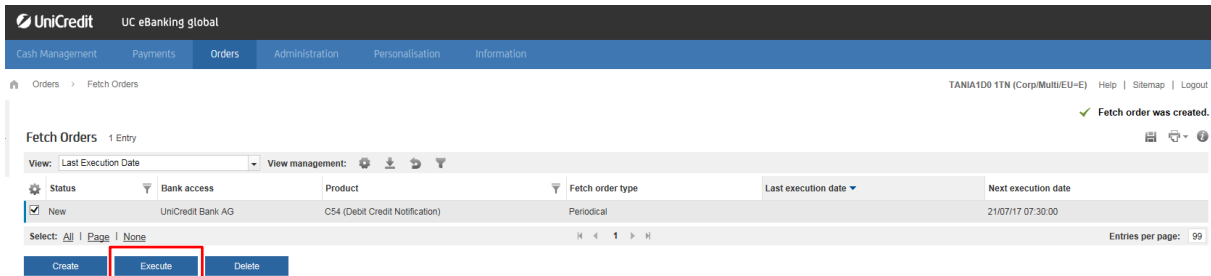 UniCredit UC eBanking global
Cash Management Payments Orders Administration Personalisation Information
Orders > Fetch Orders TANIA1D0 1TN (Corp/Multi/EU=E) Help | Sitemap | Logout
Fetch order was created.
Fetch Orders 1 Entry
View: Last Execution Date View management:
Status Bank access Product Fetch order type Last execution date Next execution date
New UniCredit Bank AG C54 (Debit Credit Notification) Periodical 21/07/17 07:30:00
Select: All | Page | None 1 Entries per page: 99
Create Execute Delete